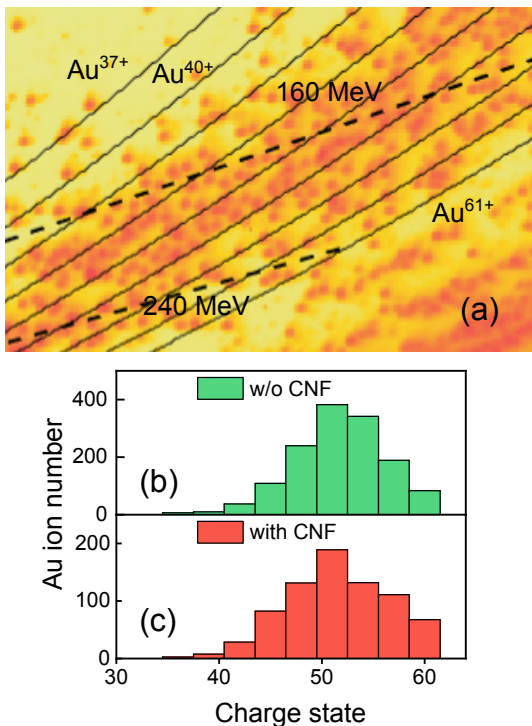 Au37+
Au40+
160 MeV
Au61+
240 MeV
(a)
400
200
0
w/o CNF
(b)
200
100
0
with CNF
(c)
Au ion number
30
40
50
60
Charge state